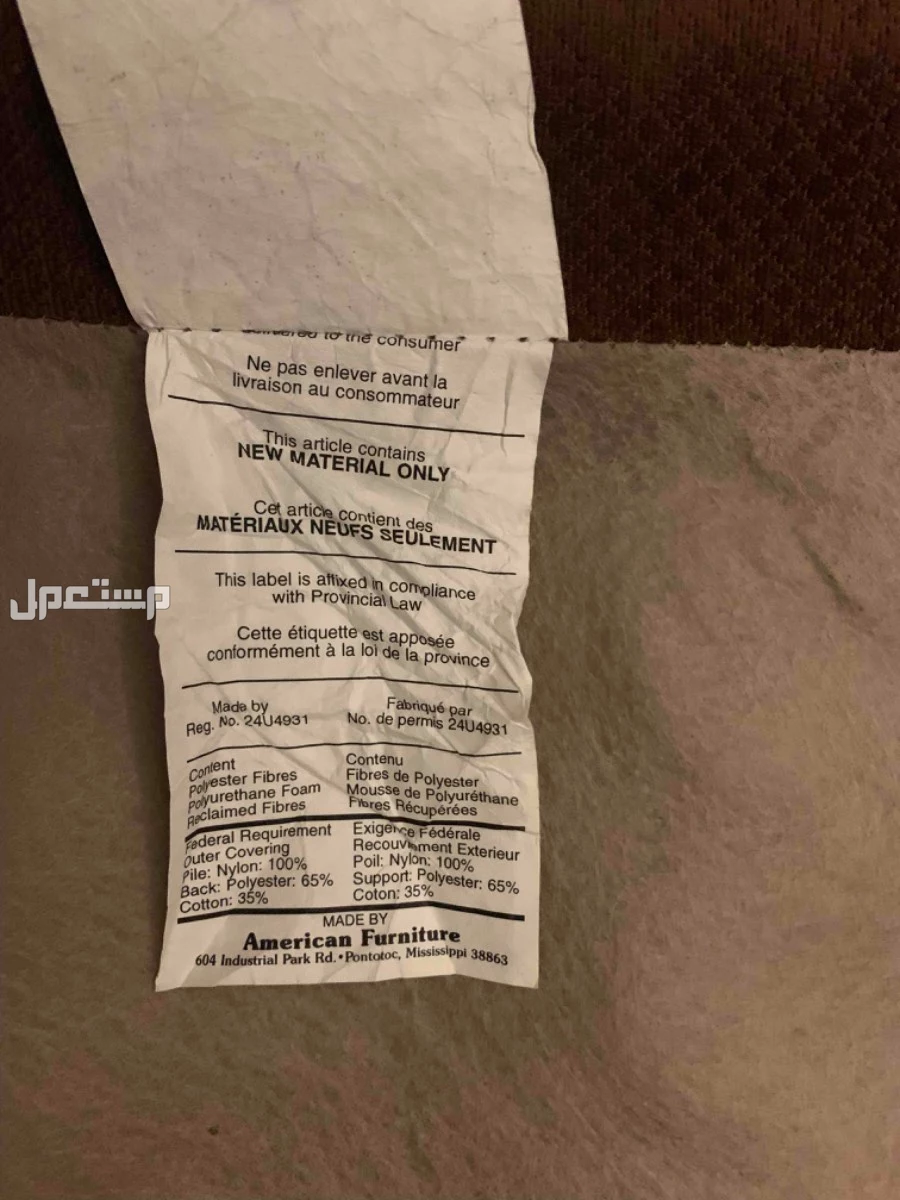 to the consumer
Ne pas enlever avant la
livraison au consommateur
This article contains
NEW MATERIAL ONLY
Cet article contient des
MATÉRIAUX NEUFS SEULEMENT
This label is affixed in compliance
with Provincial Law
Cette étiquette est apposée
conformément à la loi de la province
Made by
Reg. No. 24U4931
Fabriqué par
No. de permis 24U4931
Content
Polyester Fibres
Polyurethane Foam
Reclaimed Fibres
Contenu
Fibres de Polyester
Mousse de Polyuréthane
Fibres Récupérées
Federal Requirement
Outer Covering
Pile: Nylon: 100%
Back: Polyester: 65%
Cotton: 35%
Exigence Fédérale
Recouvrement Exterieur
Poil: Nylon: 100%
Support: Polyester: 65%
Coton: 35%
MADE BY
American Furniture
604 Industrial Park Rd. • Pontotoc, Mississippi 38863
مستعمل